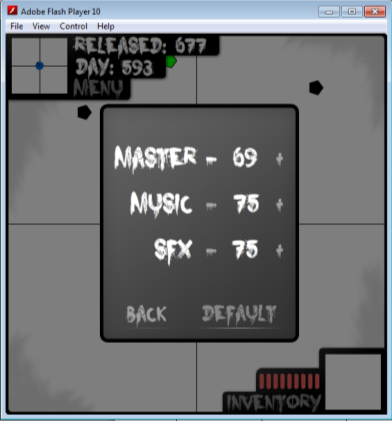 Adobe Flash Player 10
File View Control Help
RELEASED: 677
DAY: 593
MENU
MASTER - 69 +
MUSIC - 75 +
SFX - 75 +
BACK DEFAULT
INVENTORY